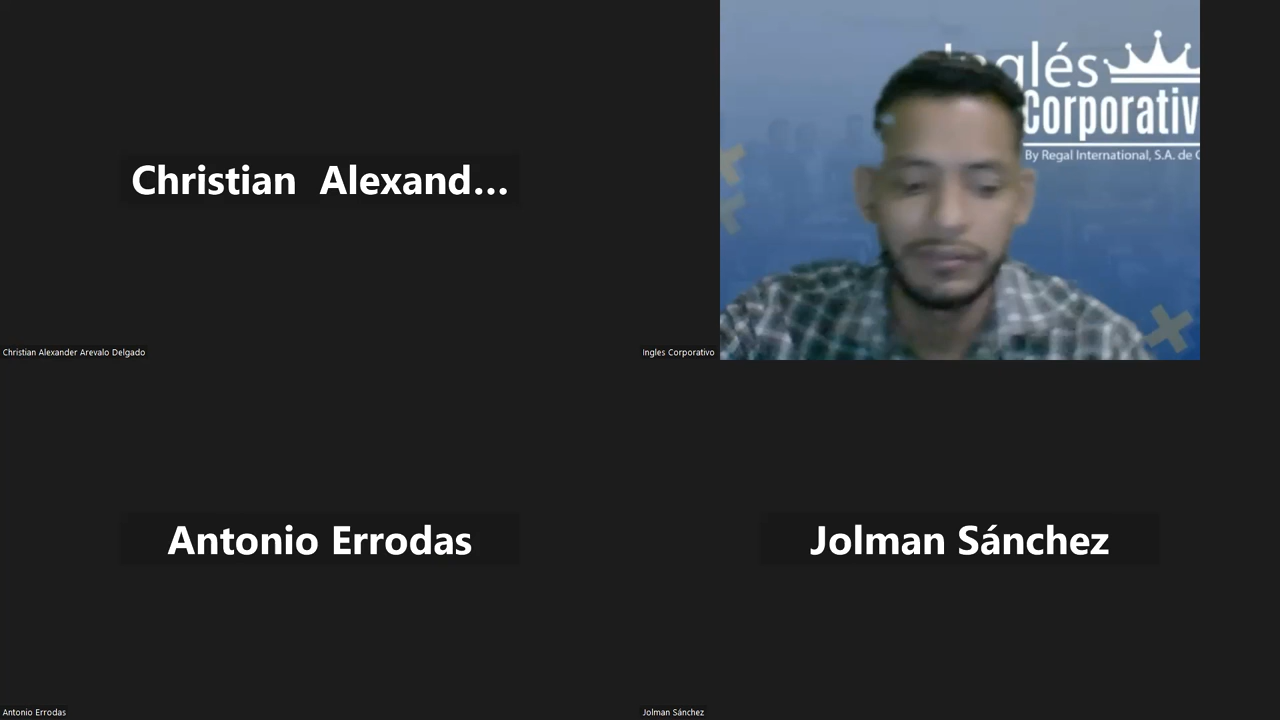 Christian Alexand...
Christian Alexander Arevalo Delgado
Inglés
Corporativ
By Regal International, S.A. de C
Ingles Corporativo
Antonio Errodas
Antonio Errodas
Jolman Sánchez
Jolman Sánchez